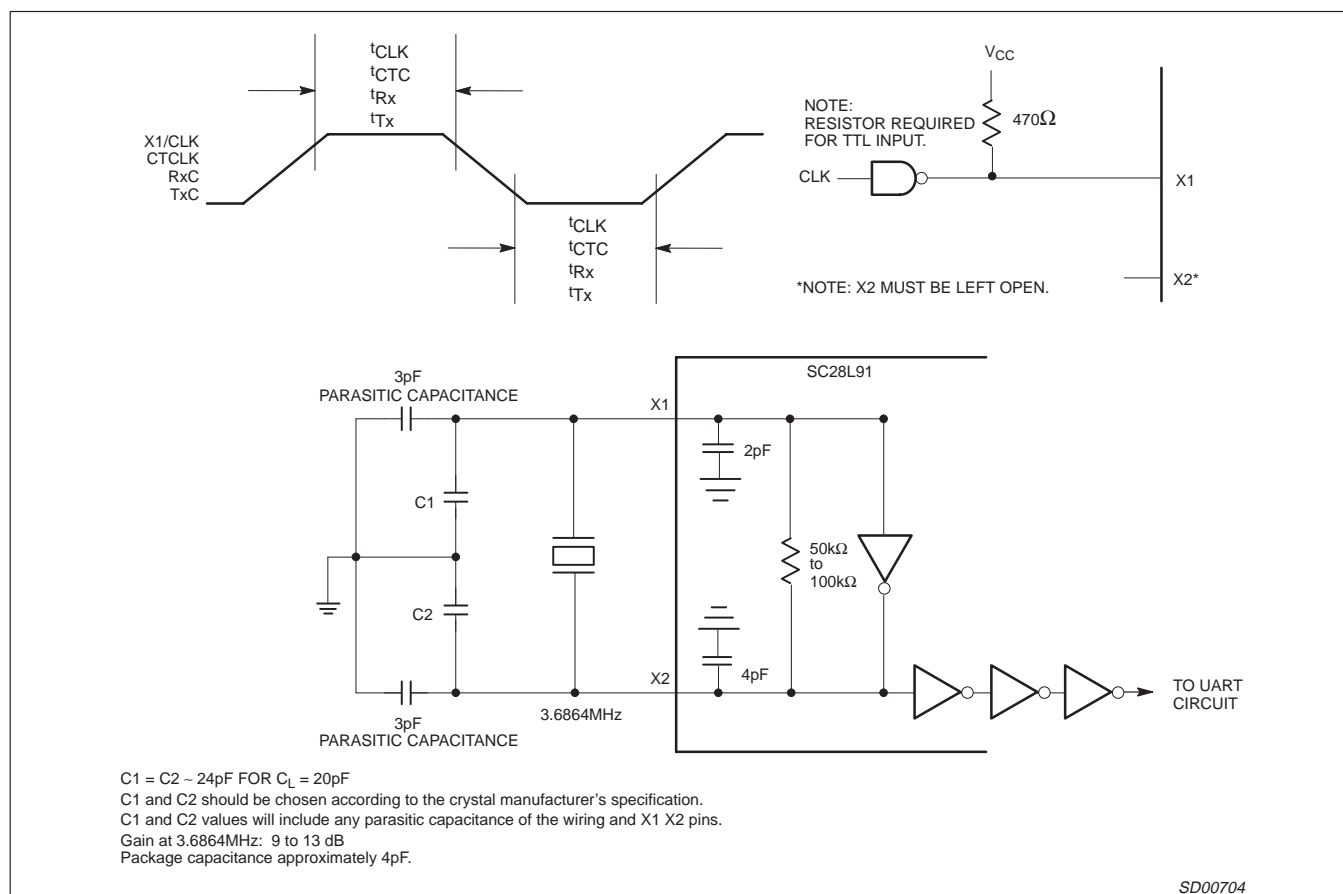 tCLK
tCTC
tRx
tTx
X1/CLK
CTCLK
RxC
TxC
tCLK
tCTC
tRx
tTx
VCC
NOTE:
RESISTOR REQUIRED
FOR TTL INPUT.
470Ω
CLK
X1
*NOTE: X2 MUST BE LEFT OPEN.
X2*
SC28L91
3pF
PARASITIC CAPACITANCE
X1
2pF
C1
50kΩ
to
100kΩ
C2
4pF
X2
3.6864MHz
3pF
PARASITIC CAPACITANCE
TO UART
CIRCUIT
C1 = C2 ~ 24pF FOR CL = 20pF
C1 and C2 should be chosen according to the crystal manufacturer's specification.
C1 and C2 values will include any parasitic capacitance of the wiring and X1 X2 pins.
Gain at 3.6864MHz: 9 to 13 dB
Package capacitance approximately 4pF.
SD00704